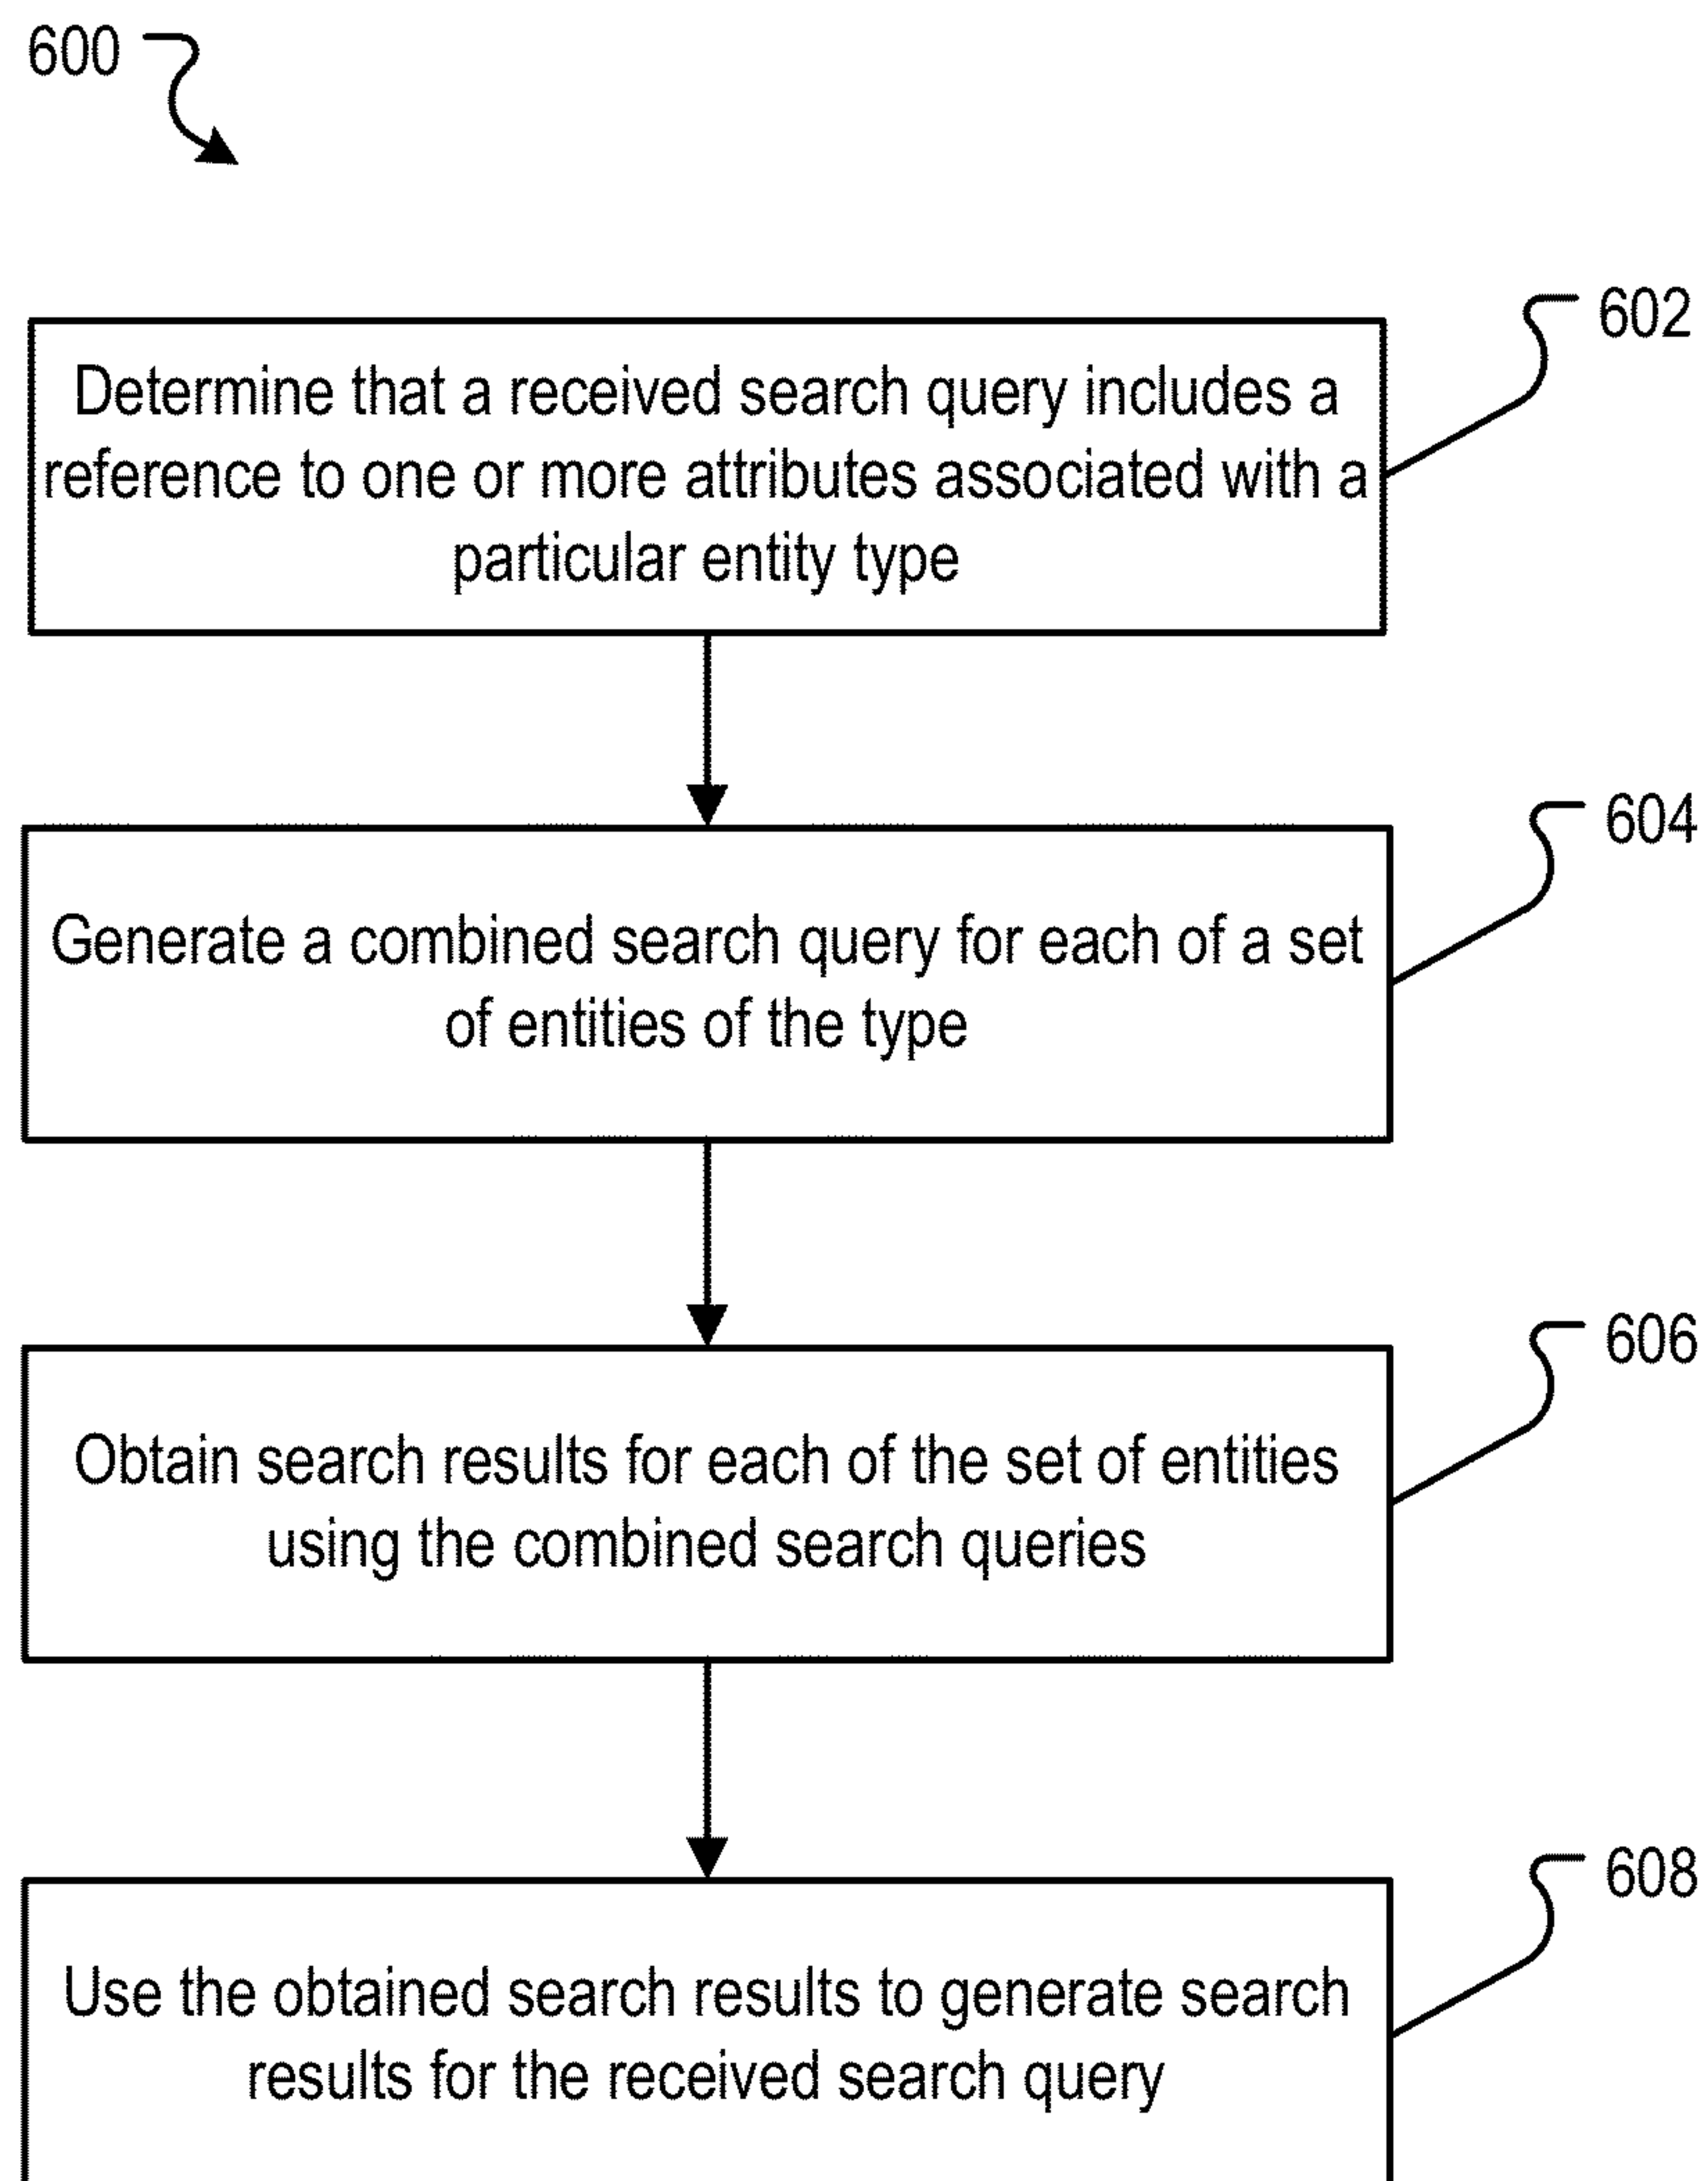 600
602
Determine that a received search query includes a
reference to one or more attributes associated with a
particular entity type
604
Generate a combined search query for each of a set
of entities of the type
606
Obtain search results for each of the set of entities
using the combined search queries
608
Use the obtained search results to generate search
results for the received search query